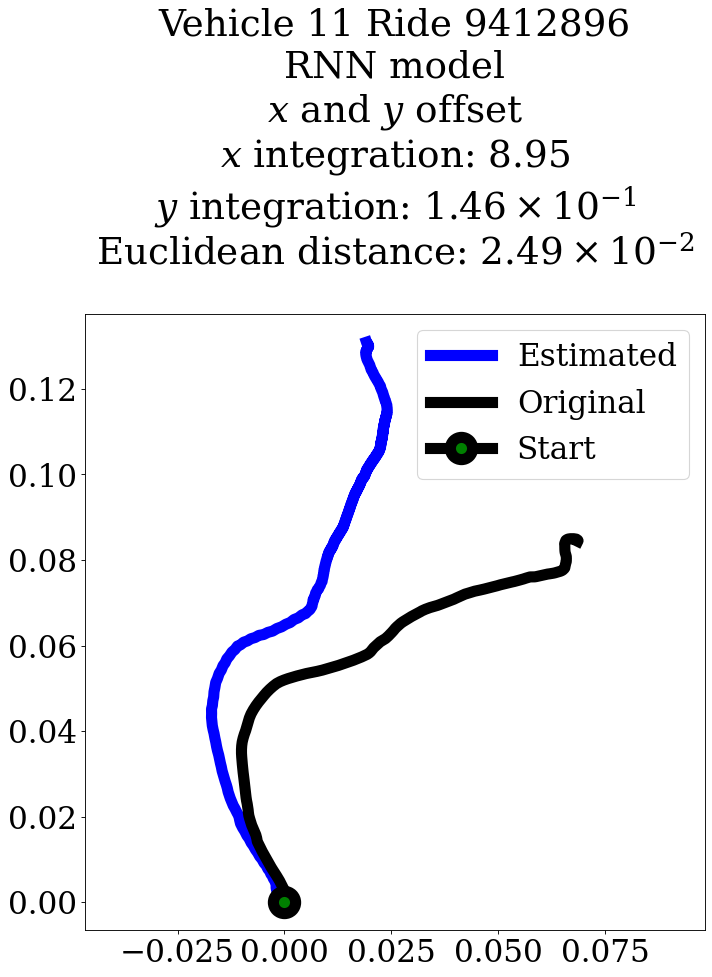 Vehicle 11 Ride 9412896
RNN model
x and y offset
x integration: 8.95
y integration: 1.46 × 10⁻¹
Euclidean distance: 2.49 × 10⁻²
Estimated
Original
Start
0.12
0.10
0.08
0.06
0.04
0.02
0.00
−0.025 0.000 0.025 0.050 0.075